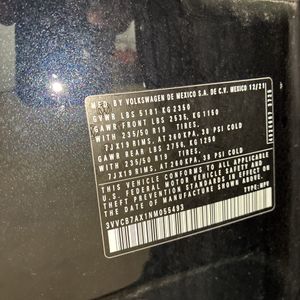 MFD BY VOLKSWAGEN DE MEXICO S.A. DE C.V. MEXICO 12/21
GVWR LBS 5181 KG 2350
GAWR FRONT LBS 2535, KG 1150
WITH 235/50 R19 TIRES,
7JX19 RIMS, AT 260KPA, 38 PSI COLD
GAWR REAR LBS 2756, KG 1250
WITH 235/50 R19 TIRES,
7JX19 RIMS, AT 260KPA, 38 PSI COLD
THIS VEHICLE CONFORMS TO ALL APPLICABLE
U.S. FEDERAL MOTOR VEHICLE
SAFETY
THEFT PREVENTION STANDARDS IN EFFECT ON THE DATE
OF MANUFACTURE SHOWN ABOVE.
3VVCB7AX1NM055403
TYPE: MPV